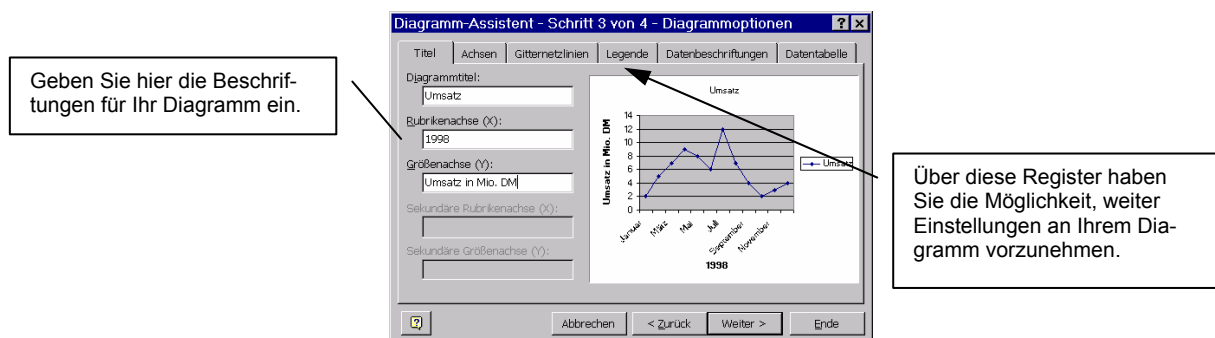 Diagramm-Assistent - Schritt 3 von 4 - Diagrammoptionen
Titel Achsen Gitternetzlinien Legende Datenbeschriftungen Datentabelle
Geben Sie hier die Beschrif-
tungen für Ihr Diagramm ein.
Diagrammtitel:
Umsatz
Rubrikenachse (X):
1998
Größenachse (Y):
Umsatz in Mio. DM
Sekundäre Rubrikenachse (X):
Sekundäre Größenachse (Y):
Umsatz
Umsatz in Mio. DM
14
12
10
8
6
4
2
0
Januar März Mai Juli September November
1998
Umsatz
Über diese Register haben
Sie die Möglichkeit, weiter
Einstellungen an Ihrem Dia-
gramm vorzunehmen.
Abbrechen < Zurück Weiter > Ende